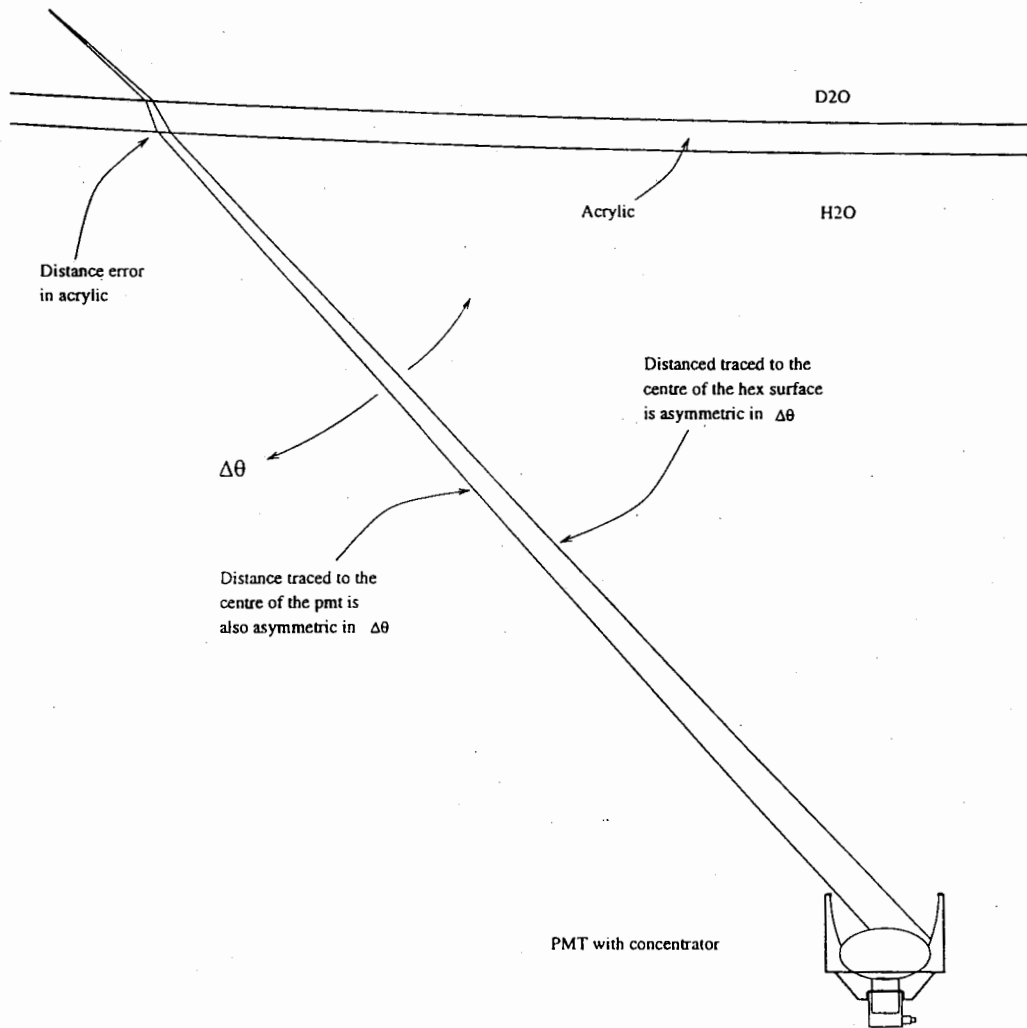 D2O
Acrylic
H2O
Distance error
in acrylic
Distanced traced to the
centre of the hex surface
is asymmetric in Δθ
Δθ
Distance traced to the
centre of the pmt is
also asymmetric in Δθ
PMT with concentrator